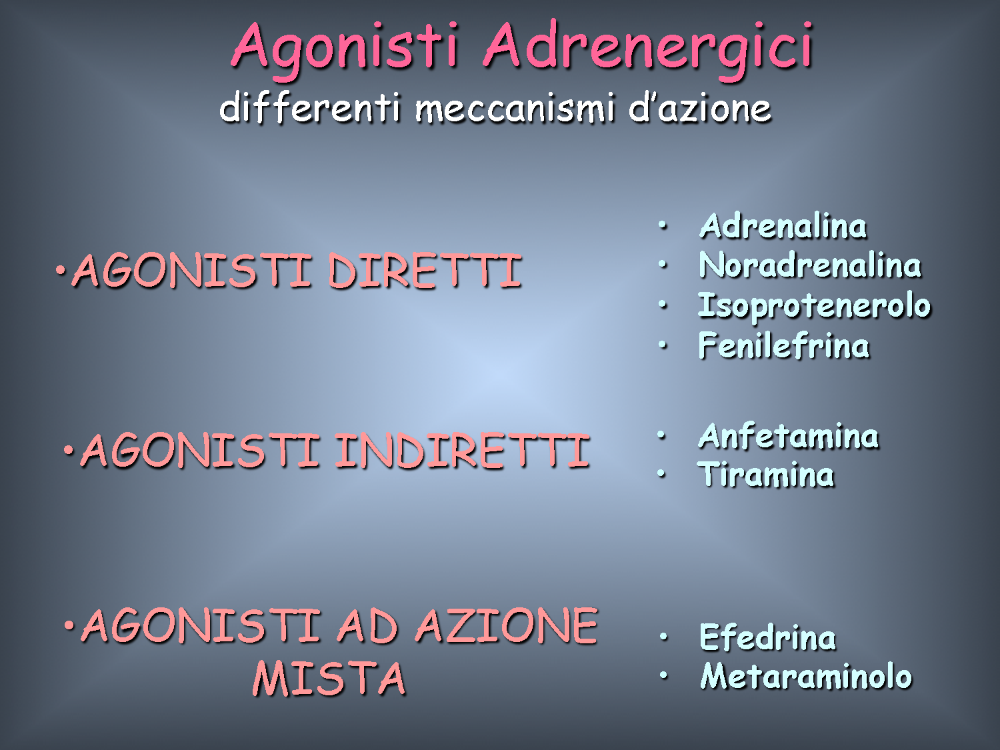 Agonisti Adrenergici
differenti meccanismi d’azione
•AGONISTI DIRETTI
• Adrenalina
• Noradrenalina
• Isoprotenerolo
• Fenilefrina
•AGONISTI INDIRETTI
• Anfetamina
• Tiramina
•AGONISTI AD AZIONE
MISTA
• Efedrina
• Metaraminolo